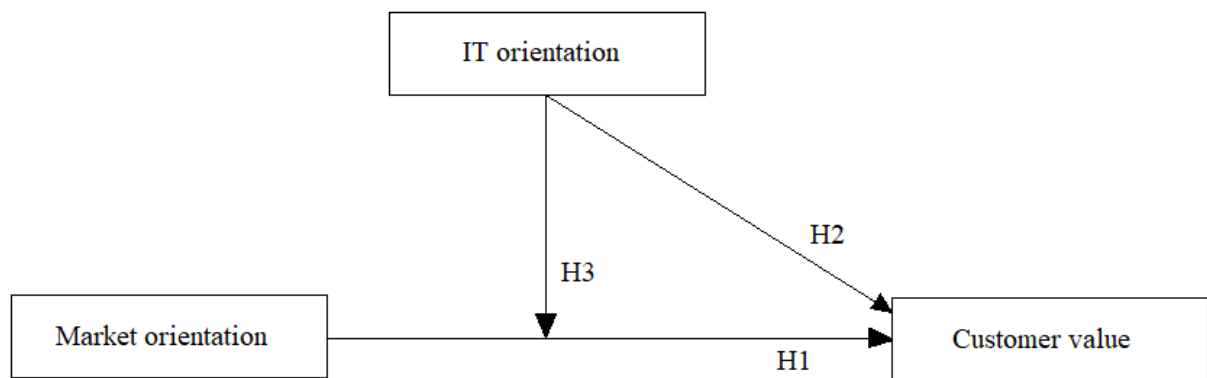 IT orientation
H2
H3
Market orientation
Customer value
H1